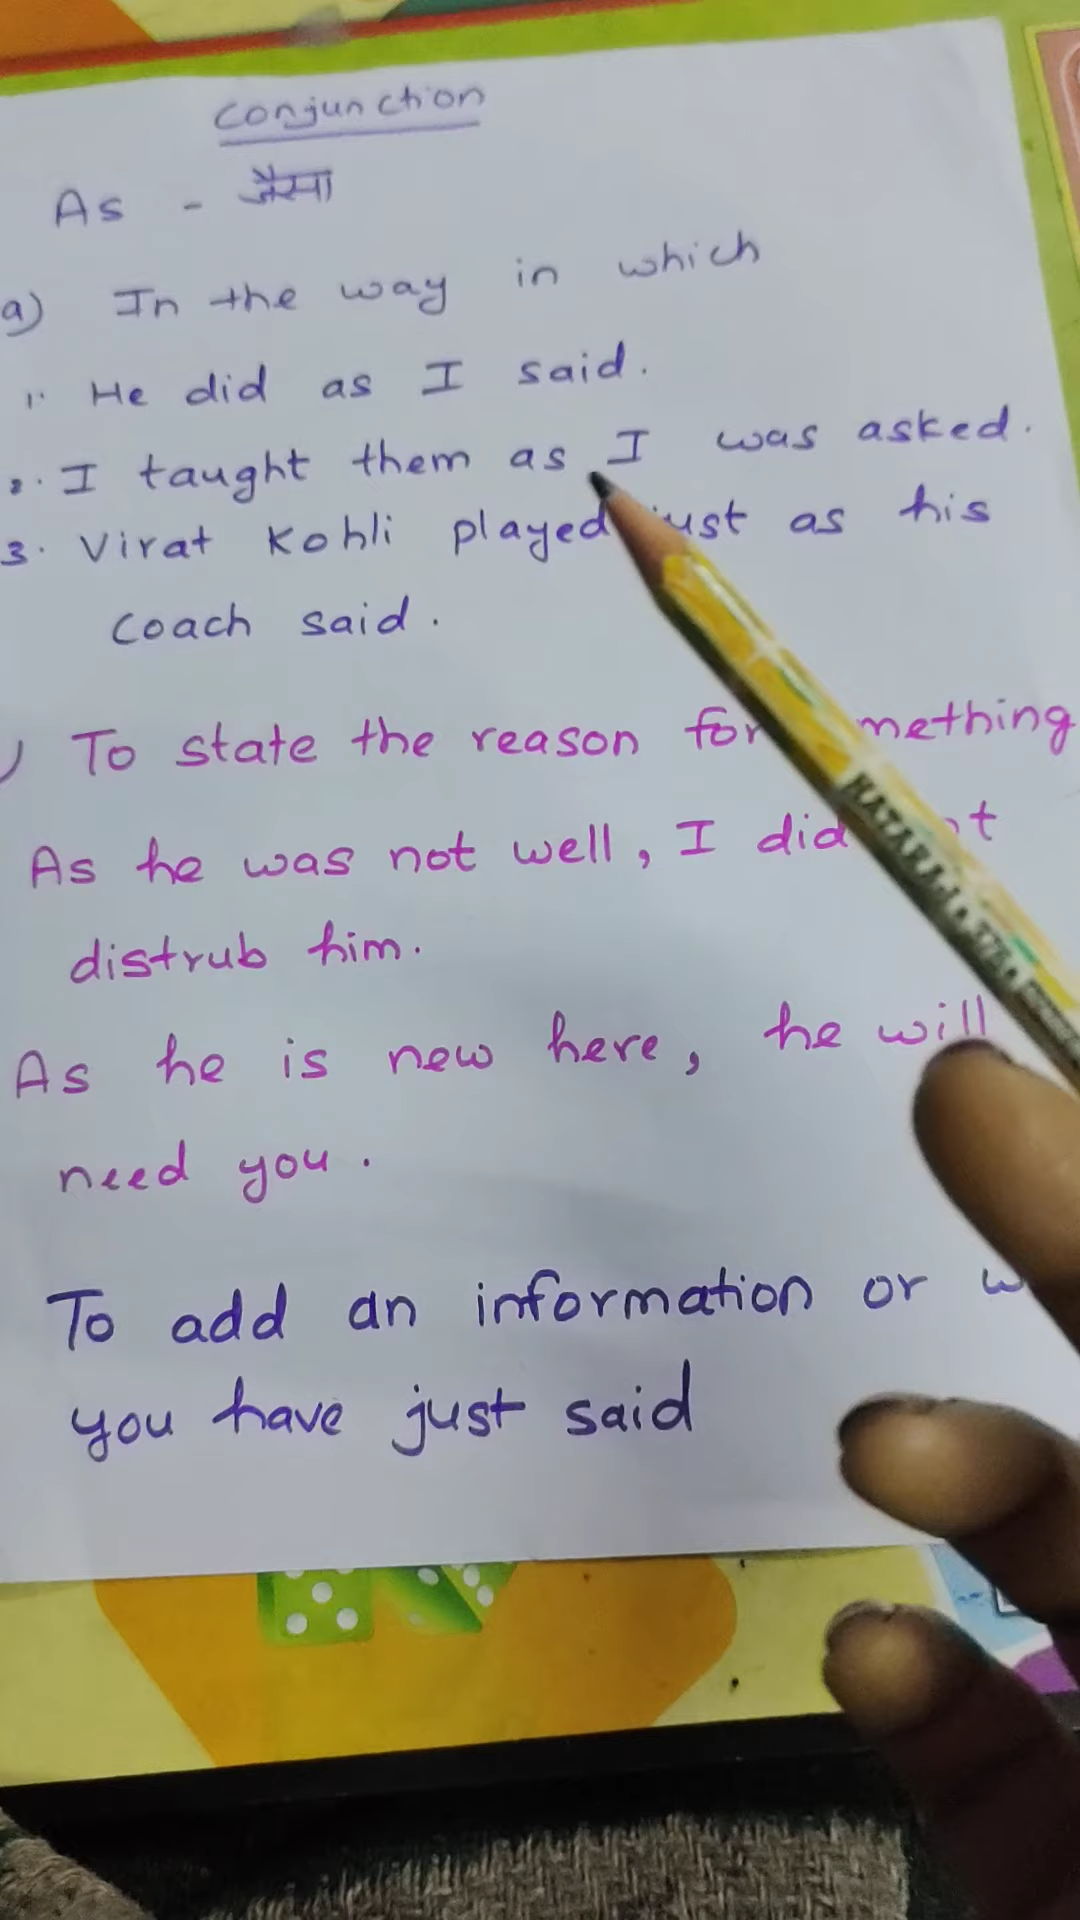 Conjunction
As - जैसा
a) In the way in which
1. He did as I said.
2. I taught them as I was asked.
3. Virat Kohli played just as his
coach said.
) To state the reason for mething
As he was not well, I did
distrub him.
As he is new here, he will
need you.
To add an information or
you have just said
NATARAJ